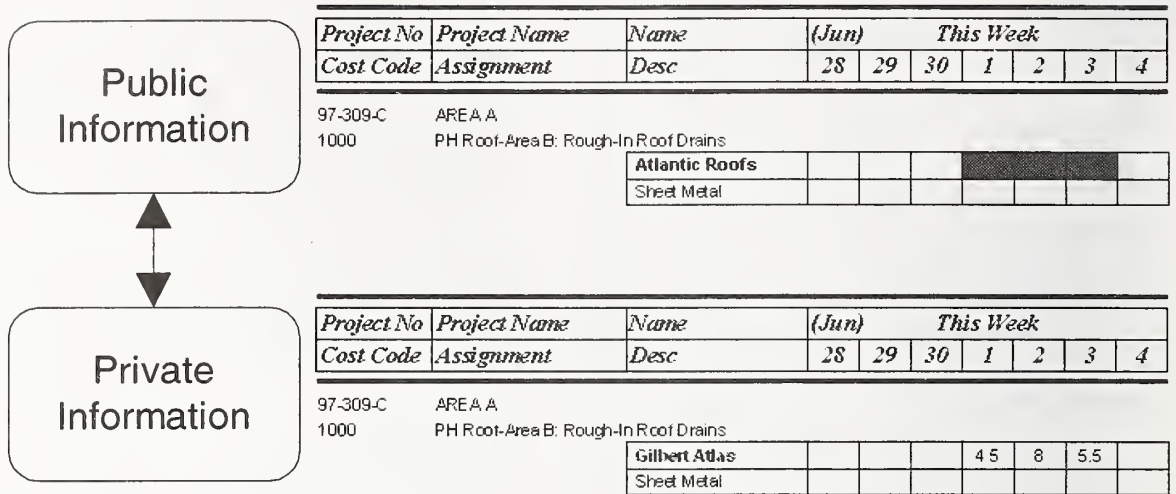 Public
Information
Project No Project Name Name (Jun) This Week
Cost Code Assignment Desc 28 29 30 1 2 3 4
97-309-C AREA A
1000 PH Roof-Area B: Rough-In Roof Drains
Atlantic Roofs
Sheet Metal
Private
Information
Project No Project Name Name (Jun) This Week
Cost Code Assignment Desc 28 29 30 1 2 3 4
97-309-C AREA A
1000 PH Roof-Area B: Rough-In Roof Drains
Gilbert Atlas 4 5 8 5.5
Sheet Metal